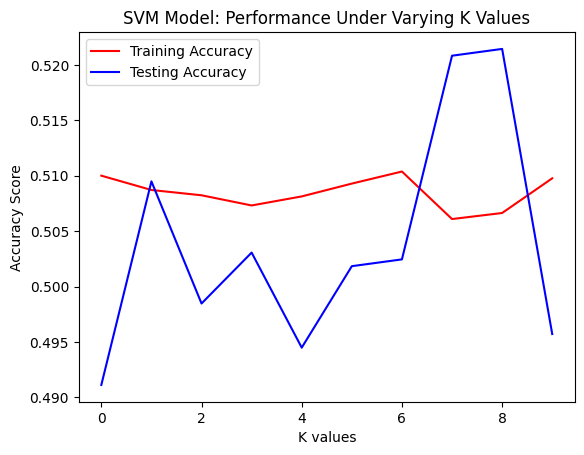 SVM Model: Performance Under Varying K Values
Training Accuracy
Testing Accuracy
0.520
0.515
0.510
0.505
0.500
0.495
0.490
Accuracy Score
0 2 4 6 8
K values